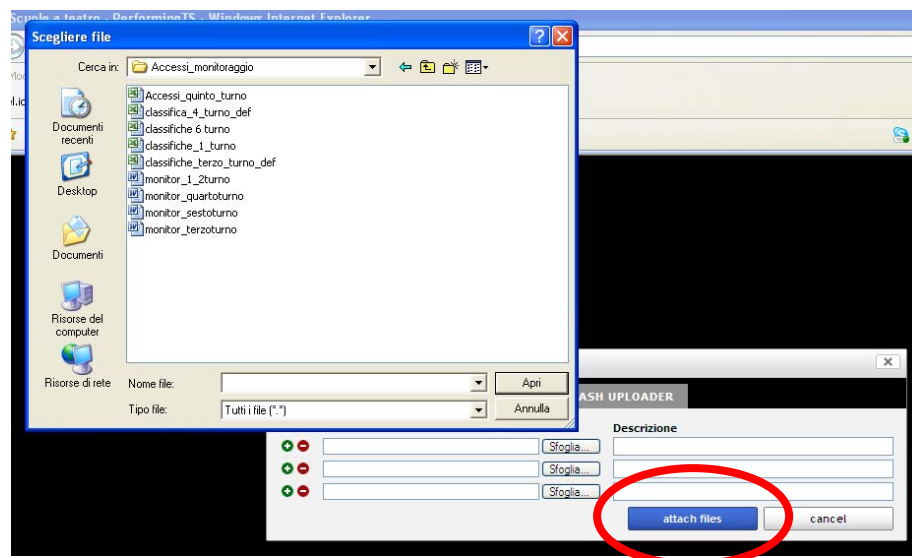 Scuole a teatro - PerformingTS - Windows Internet Explorer
Scegliere file
Cerca in: Accessi_monitoraggio
Documenti recenti
Desktop
Documenti
Risorse del computer
Risorse di rete
Accessi_quinto_turno
classifica_4_turno_def
classifiche 6 turno
classifiche_1_turno
classifiche_terzo_turno_def
monitor_1_2turno
monitor_quartoturno
monitor_sestoturno
monitor_terzoturno
Nome file: Apri
Tipo file: Tutti i file (*.*) Annulla
ASH UPLOADER
Descrizione
Sfoglia...
Sfoglia...
Sfoglia...
attach files cancel